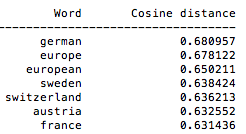 Word Cosine distance
---------------------------------------------
german 0.680957
europe 0.678122
european 0.650211
sweden 0.638424
switzerland 0.636213
austria 0.632552
france 0.631436